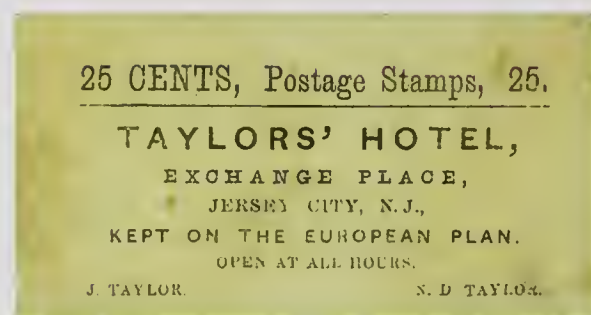 25 CENTS, Postage Stamps, 25.
TAYLORS' HOTEL,
EXCHANGE PLACE,
JERSEY CITY, N.J.,
KEPT ON THE EUROPEAN PLAN.
OPEN AT ALL HOURS.
J. TAYLOR. S. D TAYLOR.